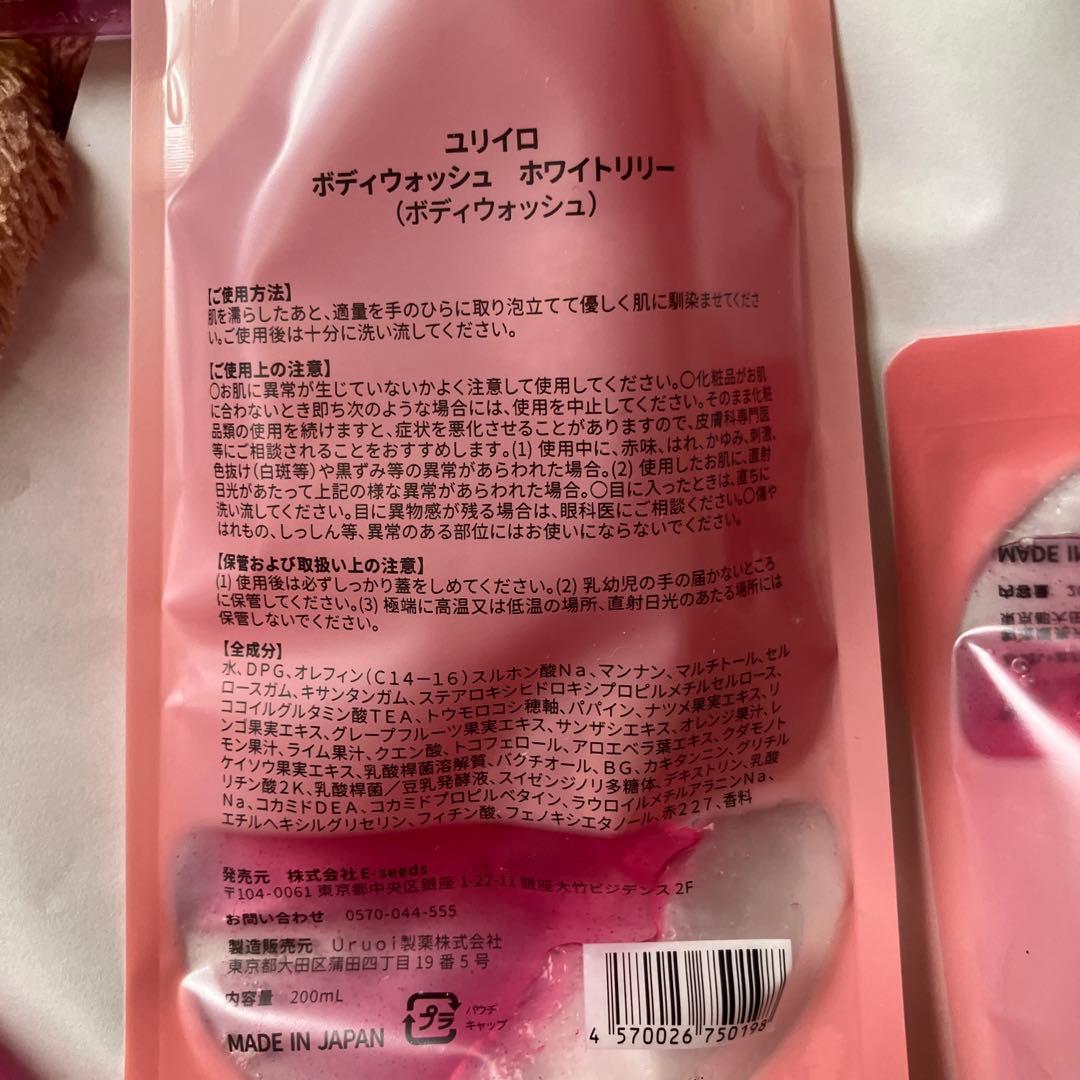 ユリイロ
ボディウォッシュ ホワイトリリー
(ボディウォッシュ)
【ご使用方法】
肌を濡らしたあと、適量を手のひらに取り泡立てて優しく肌に馴染ませてくださ
い。ご使用後は十分に洗い流してください。
【ご使用上の注意】
〇お肌に異常が生じていないかよく注意して使用してください。〇化粧品がお肌
に合わないとき即ち次のような場合には、使用を中止してください。そのまま化粧
品類の使用を続けますと、症状を悪化させることがありますので、皮膚科専門医
等にご相談されることをおすすめします。(1) 使用中に、赤味、はれ、かゆみ、刺激、
色抜け(白斑等)や黒ずみ等の異常があらわれた場合。(2) 使用したお肌に、直射
日光があたって上記の様な異常があらわれた場合。〇目に入ったときは、直ちに
洗い流してください。目に異物感が残る場合は、眼科医にご相談ください。〇傷や
はれもの、しっしん等、異常のある部位にはお使いにならないでください。
【保管および取扱い上の注意】
(1) 使用後は必ずしっかり蓋をしめてください。(2) 乳幼児の手の届かないところ
に保管してください。(3) 極端に高温又は低温の場所、直射日光のあたる場所には
保管しないでください。
【全成分】
水、DPG、オレフィン(C14-16)スルホン酸Na、マンナン、マルチトール、セル
ロースガム、キサンタンガム、ステアロキシヒドロキシプロピルメチルセルロース、
ココイルグルタミン酸TEA、トウモロコシ穂軸、パパイン、ナツメ果実エキス、リ
ンゴ果実エキス、グレープフルーツ果実エキス、サンザシエキス、オレンジ果汁、レ
モン果汁、ライム果汁、クエン酸、トコフェロール、アロエベラ葉エキス、クダモノト
ケイソウ果実エキス、乳酸桿菌溶解質、バクチオール、BG、カキタンニン、グリチル
リチン酸2K、乳酸桿菌/豆乳発酵液、スイゼンジノリ多糖体、デキストリン、乳酸
Na、コカミドDEA、コカミドプロピルベタイン、ラウロイルメチルアラニンNa、
エチルヘキシルグリセリン、フィチン酸、フェノキシエタノール、赤227、香料
発売元 株式会社E-seeds
〒104-0061 東京都中央区銀座1-22-11 銀座大竹ビジデンス 2F
お問い合わせ 0570-044-555
製造販売元 Uruoi製薬株式会社
東京都大田区蒲田四丁目19番5号
内容量 200mL
プラ
パウチ
キャップ
MADE IN JAPAN
4 570026 750198
MADE I
内容量